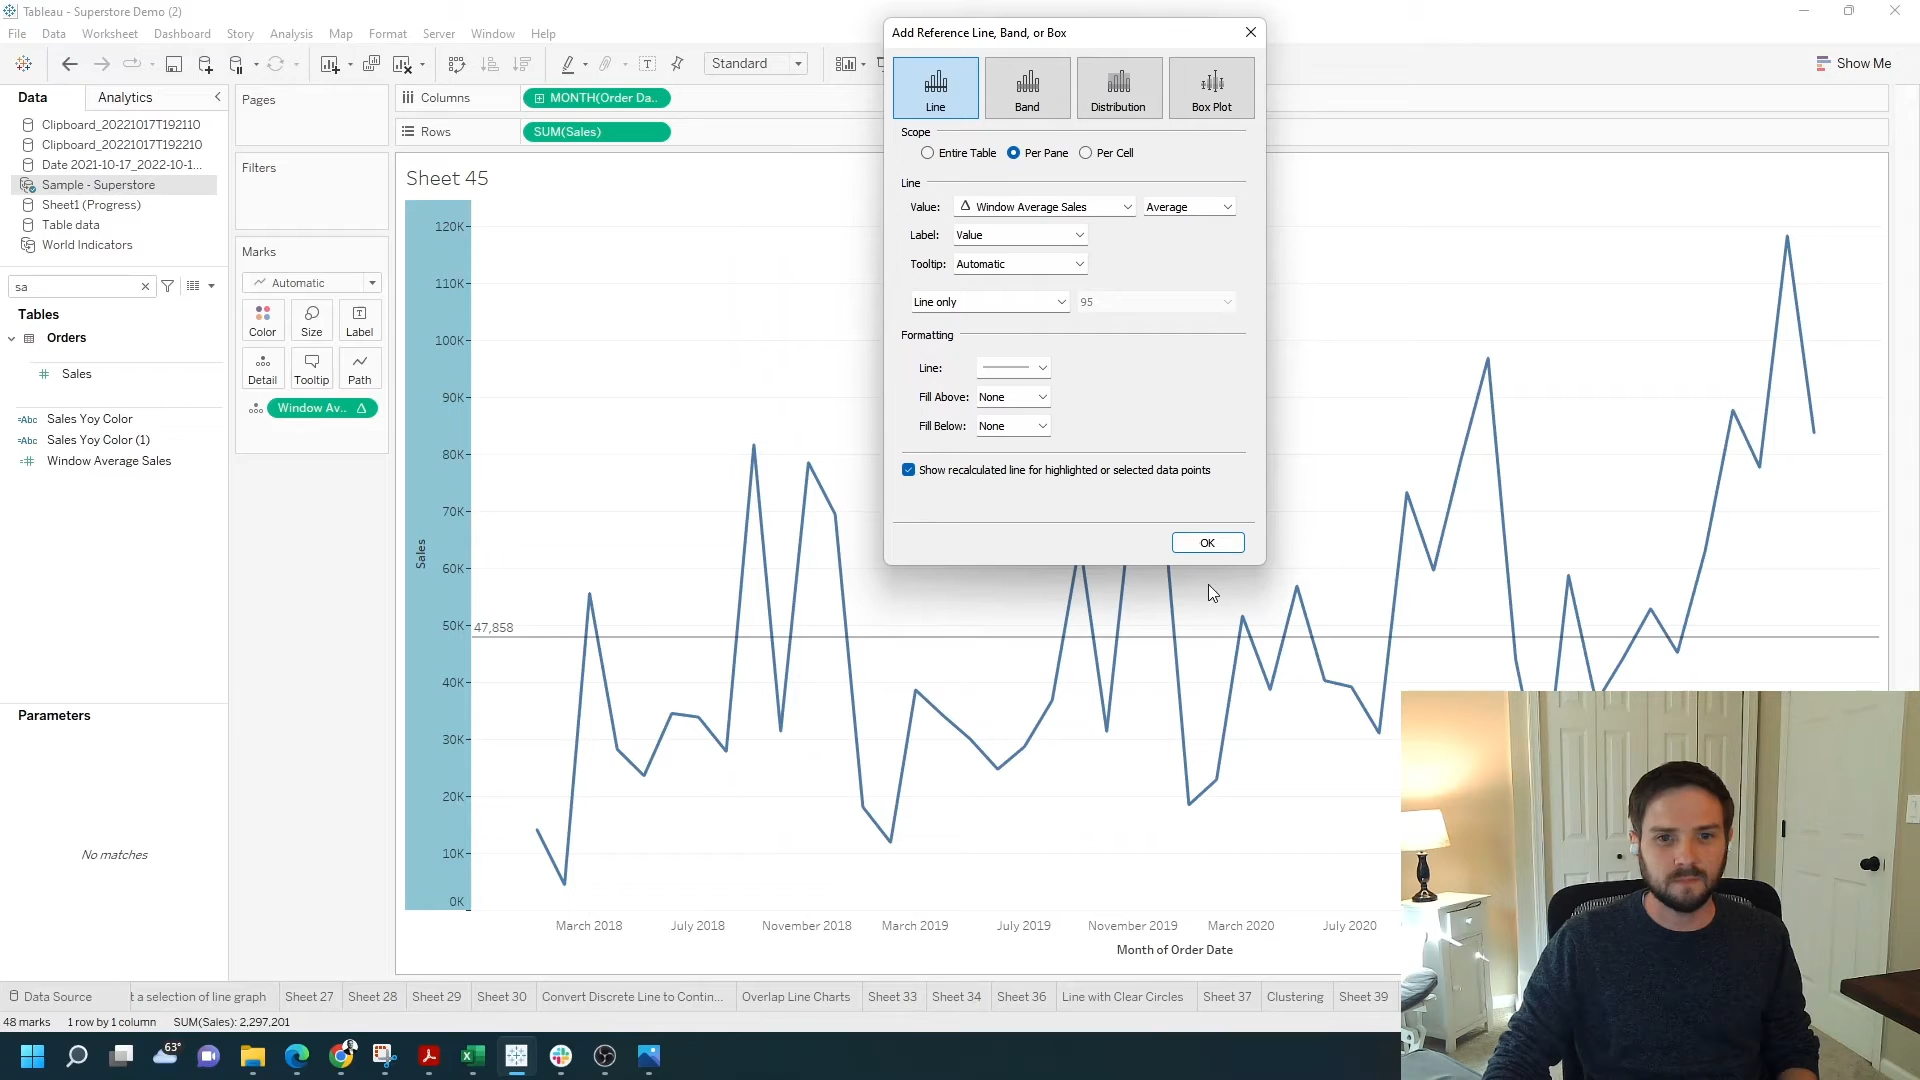 Tableau - Superstore Demo (2)
File Data Worksheet Dashboard Story Analysis Map Format Server Window Help
Standard
Show Me
Data Analytics
Clipboard_20221017T192110
Clipboard_20221017T192210
Date 2021-10-17_2022-10-1...
Sample - Superstore
Sheet1 (Progress)
Table data
World Indicators
sa
Tables
Orders
Sales
=Abc Sales Yoy Color
=Abc Sales Yoy Color (1)
Window Average Sales
Parameters
No matches
Pages
Filters
Marks
Automatic
Color Size Label
Detail Tooltip Path
Window Av..
Columns MONTH(Order Da..
Rows SUM(Sales)
Sheet 45
120K
110K
100K
90K
80K
70K
60K
50K
40K
30K
20K
10K
0K
Sales
47,858
March 2018 July 2018 November 2018 March 2019 July 2019 November 2019 March 2020 July 2020
Month of Order Date
Add Reference Line, Band, or Box
Line Band Distribution Box Plot
Scope
Entire Table Per Pane Per Cell
Line
Value: Window Average Sales Average
Label: Value
Tooltip: Automatic
Line only 95
Formatting
Line:
Fill Above: None
Fill Below: None
Show recalculated line for highlighted or selected data points
OK
Data Source t a selection of line graph Sheet 27 Sheet 28 Sheet 29 Sheet 30 Convert Discrete Line to Contin... Overlap Line Charts Sheet 33 Sheet 34 Sheet 36 Line with Clear Circles Sheet 37 Clustering Sheet 39
48 marks 1 row by 1 column SUM(Sales): 2,297,201
63°